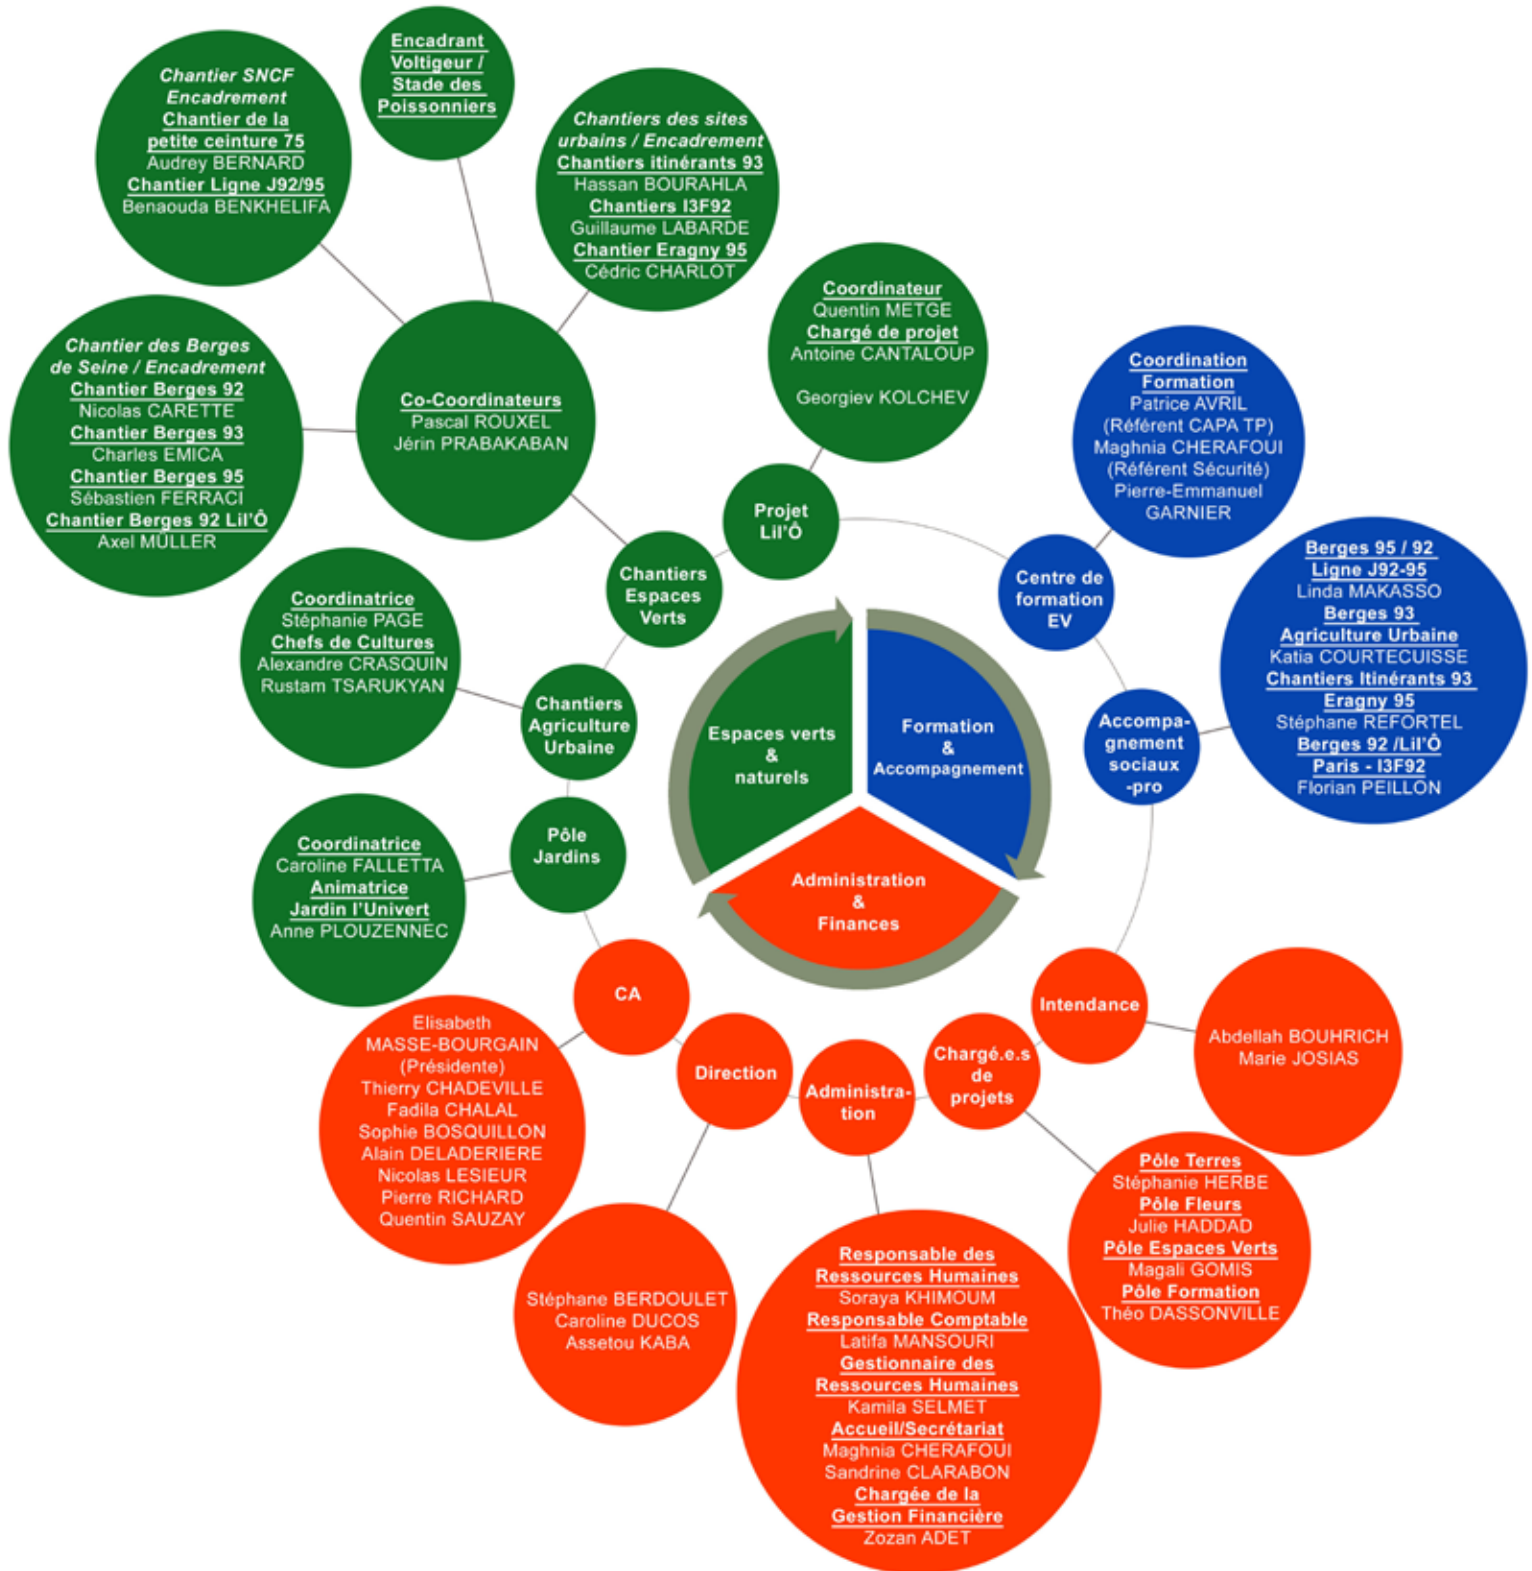 Encadrant
Voltigeur /
Stade des
Poissonniers
Chantier SNCF
Encadrement
Chantier de la
petite ceinture 75
Audrey BERNARD
Chantier Ligne J92/95
Benaouda BENKHELIFA
Chantiers des sites
urbains / Encadrement
Chantiers itinérants 93
Hassan BOURAHLA
Chantiers I3F92
Guillaume LABARDE
Chantier Eragny 95
Cédric CHARLOT
Chantier des Berges
de Seine / Encadrement
Chantier Berges 92
Nicolas CARETTE
Chantier Berges 93
Charles EMICA
Chantier Berges 95
Sébastien FERRACI
Chantier Berges 92 Lil'Ô
Axel MÜLLER
Co-Coordinateurs
Pascal ROUXEL
Jérin PRABAKABAN
Coordinateur
Quentin METGE
Chargé de projet
Antoine CANTALOUP
Georgiev KOLCHEV
Projet
Lil'Ô
Chantiers
Espaces
Verts
Coordinatrice
Stéphanie PAGE
Chefs de Cultures
Alexandre CRASQUIN
Rustam TSARUKYAN
Chantiers
Agriculture
Urbaine
Coordinatrice
Caroline FALLETTA
Animatrice
Jardin l'Univert
Anne PLOUZENNEC
Pôle
Jardins
Coordination
Formation
Patrice AVRIL
(Référent CAPA TP)
Maghnia CHERAFOUI
(Référent Sécurité)
Pierre-Emmanuel
GARNIER
Centre de
formation
EV
Berges 95 / 92
Ligne J92-95
Linda MAKASSO
Berges 93
Agriculture Urbaine
Katia COURTECUISSE
Chantiers Itinérants 93
Eragny 95
Stéphane REFORTEL
Berges 92 /Lil'Ô
Paris - I3F92
Florian PEILLON
Accompa-
gnement
sociaux
-pro
Espaces verts
&
naturels
Formation
&
Accompagnement
Administration
&
Finances
CA
Elisabeth
MASSE-BOURGAIN
(Présidente)
Thierry CHADEVILLE
Fadila CHALAL
Sophie BOSQUILLON
Alain DELADERIERE
Nicolas LESIEUR
Pierre RICHARD
Quentin SAUZAY
Direction
Stéphane BERDOULET
Caroline DUCOS
Assetou KABA
Administra-
tion
Responsable des
Ressources Humaines
Soraya KHIMOUM
Responsable Comptable
Latifa MANSOURI
Gestionnaire des
Ressources Humaines
Kamila SELMET
Accueil/Secrétariat
Maghnia CHERAFOUI
Sandrine CLARABON
Chargée de la
Gestion Financière
Zozan ADET
Chargé.e.s
de
projets
Pôle Terres
Stéphanie HERBE
Pôle Fleurs
Julie HADDAD
Pôle Espaces Verts
Magali GOMIS
Pôle Formation
Théo DASSONVILLE
Intendance
Abdellah BOUHRICH
Marie JOSIAS